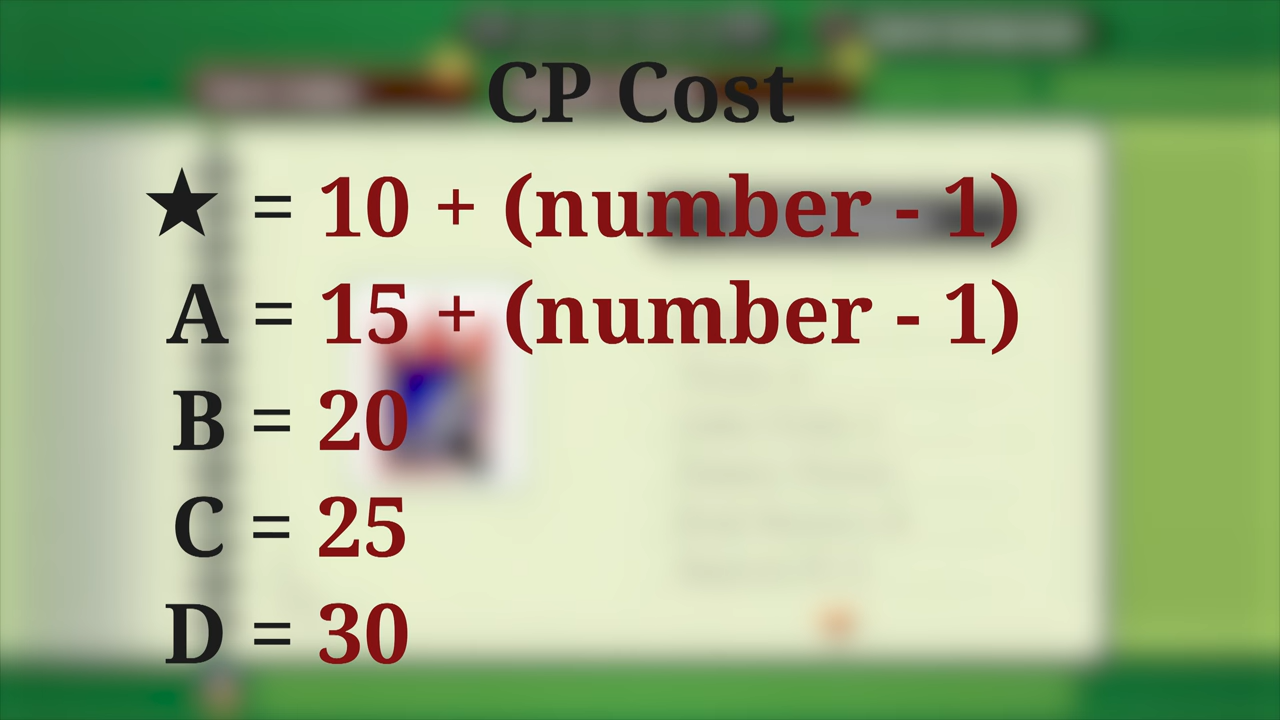 CP Cost
★ = 10 + (number - 1)
A = 15 + (number - 1)
B = 20
C = 25
D = 30